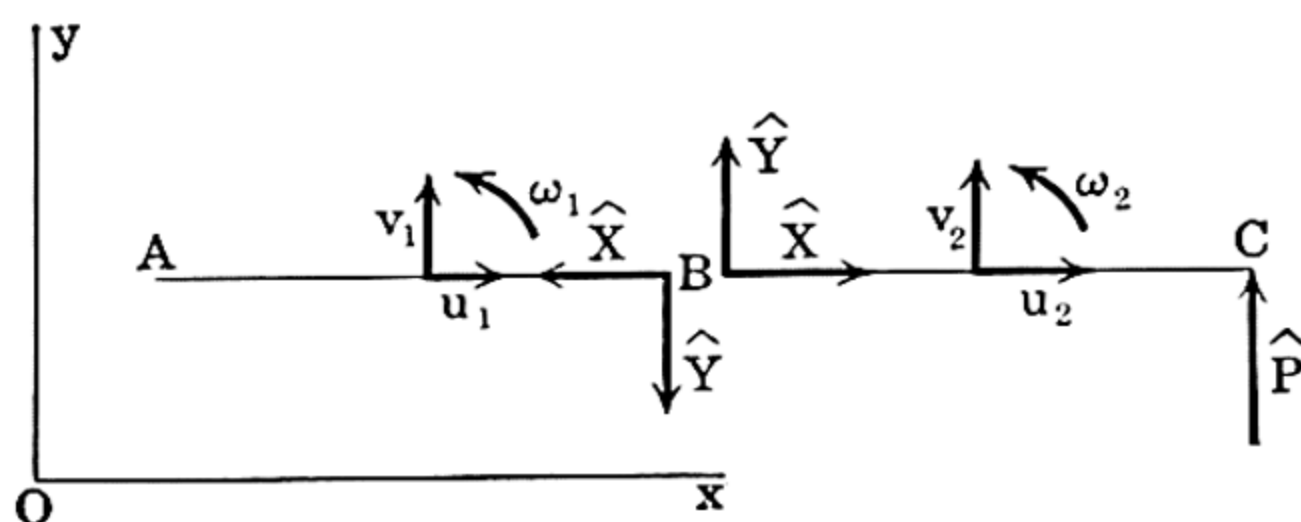 y
Ŷ
ω₁
ω₂
v₁
X̂
X̂
v₂
C
A
B
u₁
u₂
Ŷ
P̂
O
x